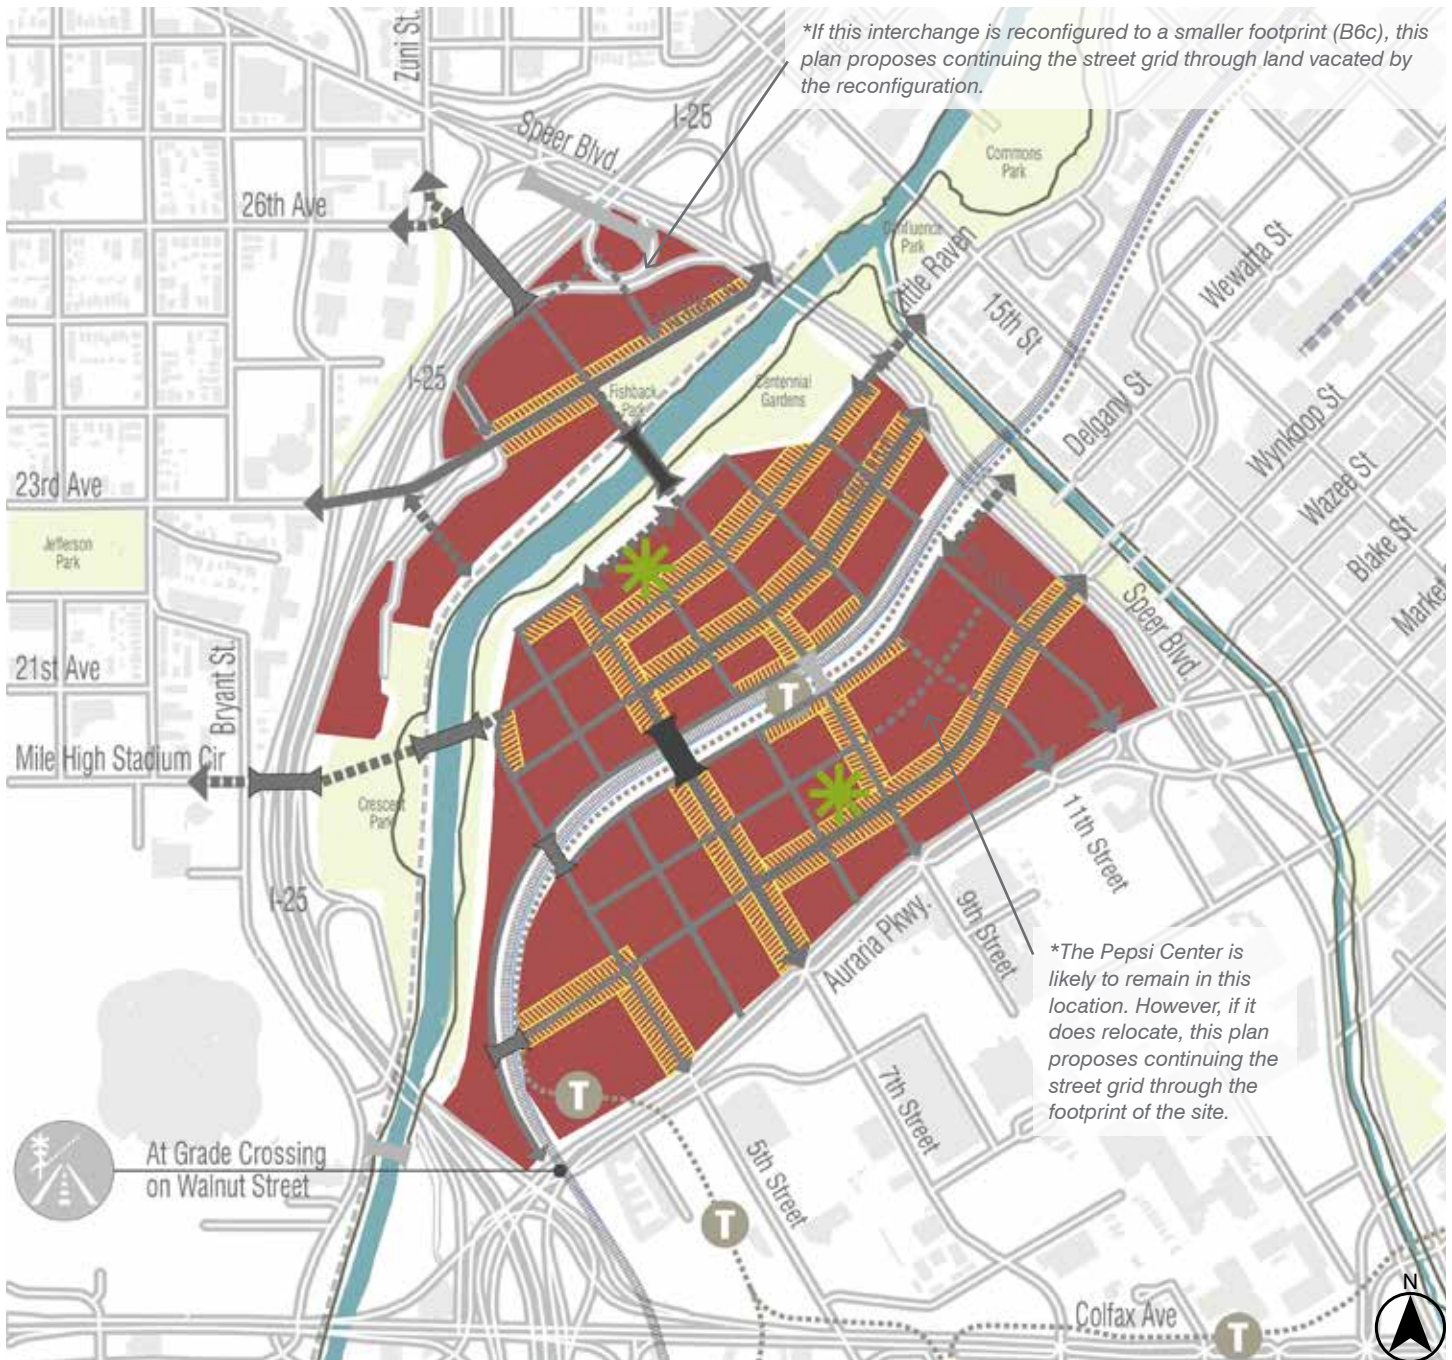 *If this interchange is reconfigured to a smaller footprint (B6c), this
plan proposes continuing the street grid through land vacated by
the reconfiguration.
Zuni St.
I-25
Speer Blvd.
Commons
Park
26th Ave
Confluence
Park
Little Raven
Wewatta St
15th St
I-25
Fishback
Park
Centennial
Gardens
Delgany St
Wynkoop St
23rd Ave
Wazee St
Jefferson
Park
Blake St
Market
Speer Blvd.
21st Ave
Bryant St.
T
Mile High Stadium Cir
Crescent
Park
11th Street
I-25
9th Street
Auraria Pkwy.
*The Pepsi Center is
likely to remain in this
location. However, if it
does relocate, this plan
proposes continuing the
street grid through the
footprint of the site.
7th Street
T
At Grade Crossing
on Walnut Street
5th Street
T
N
Colfax Ave
T